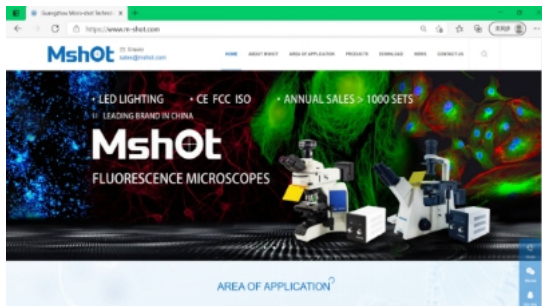 Guangzhou Micro-shot Technol
https://www.m-shot.com
MshOt
Email
sales@mshot.com
HOME ABOUT MSHOT AREA OF APPLICATION PRODUCTS DOWNLOAD NEWS CONTACT US
• LED LIGHTING • CE FCC ISO • ANNUAL SALES > 1000 SETS
LEADING BRAND IN CHINA
MshOt
FLUORESCENCE MICROSCOPES
AREA OF APPLICATION